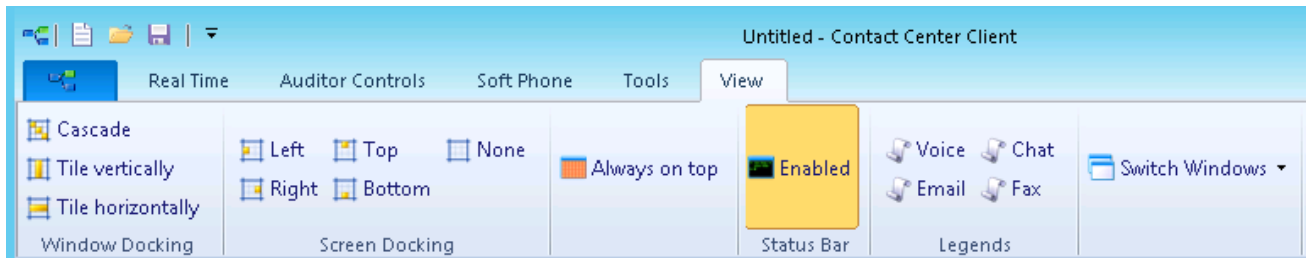 Untitled - Contact Center Client
Real Time Auditor Controls Soft Phone Tools View
Cascade
Tile vertically
Tile horizontally
Window Docking
Left Top None
Right Bottom
Screen Docking
Always on top
Enabled
Status Bar
Voice Chat
Email Fax
Legends
Switch Windows